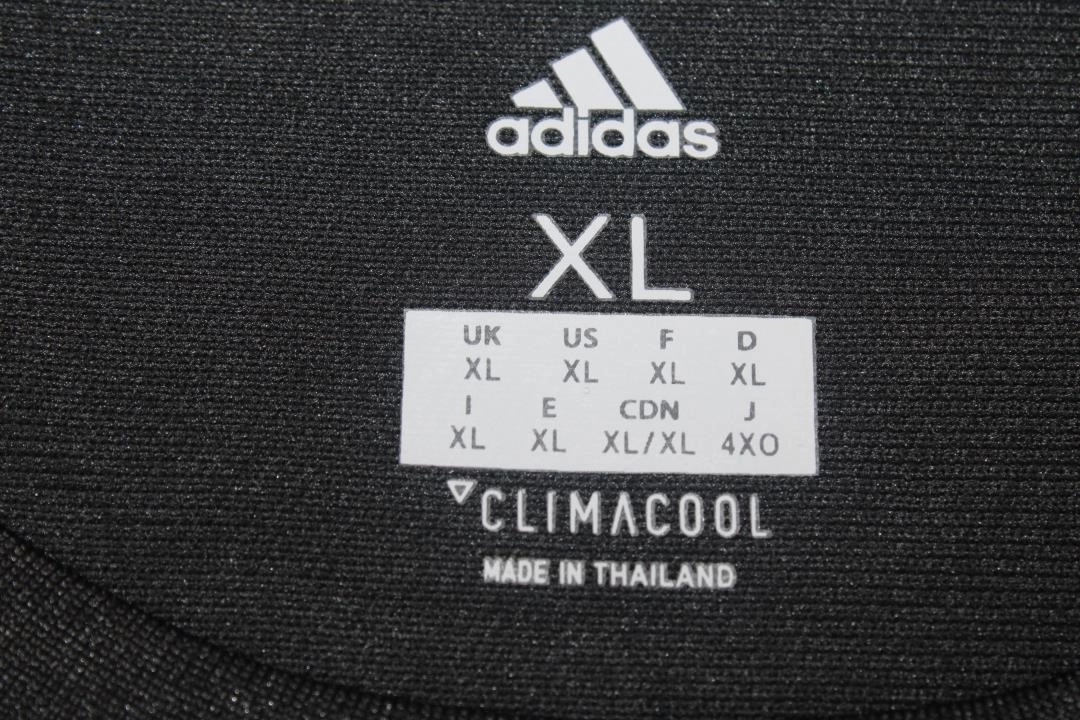 adidas
XL
UK US F D
XL XL XL XL
I E CDN J
XL XL XL/XL 4XO
CLIMACOOL
MADE IN THAILAND